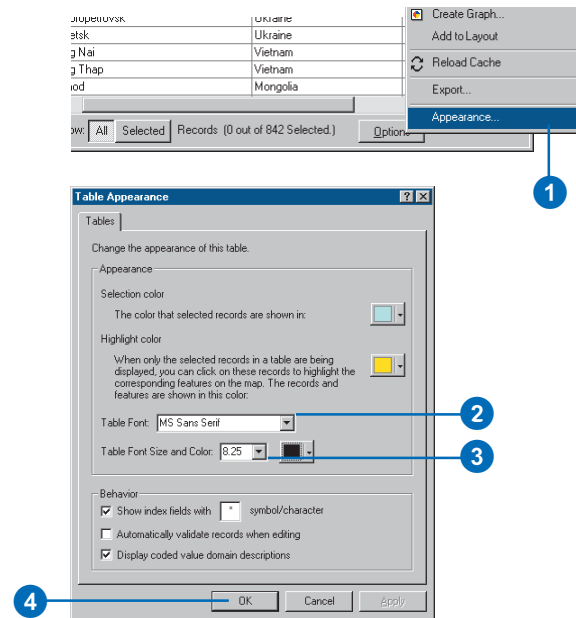 Ukraine
Create Graph...
etsk Ukraine
Add to Layout
g Nai Vietnam
g Thap Vietnam
Reload Cache
od Mongolia
Export...
Appearance...
ow: All Selected Records (0 out of 842 Selected.) Options
1
Table Appearance
Tables
Change the appearance of this table.
Appearance
Selection color
The color that selected records are shown in:
Highlight color
When only the selected records in a table are being
displayed, you can click on these records to highlight the
corresponding features on the map. The records and
features are shown in this color:
Table Font: MS Sans Serif
2
Table Font Size and Color: 8.25
3
Behavior
Show index fields with * symbol/character
Automatically validate records when editing
Display coded value domain descriptions
4
OK Cancel Apply